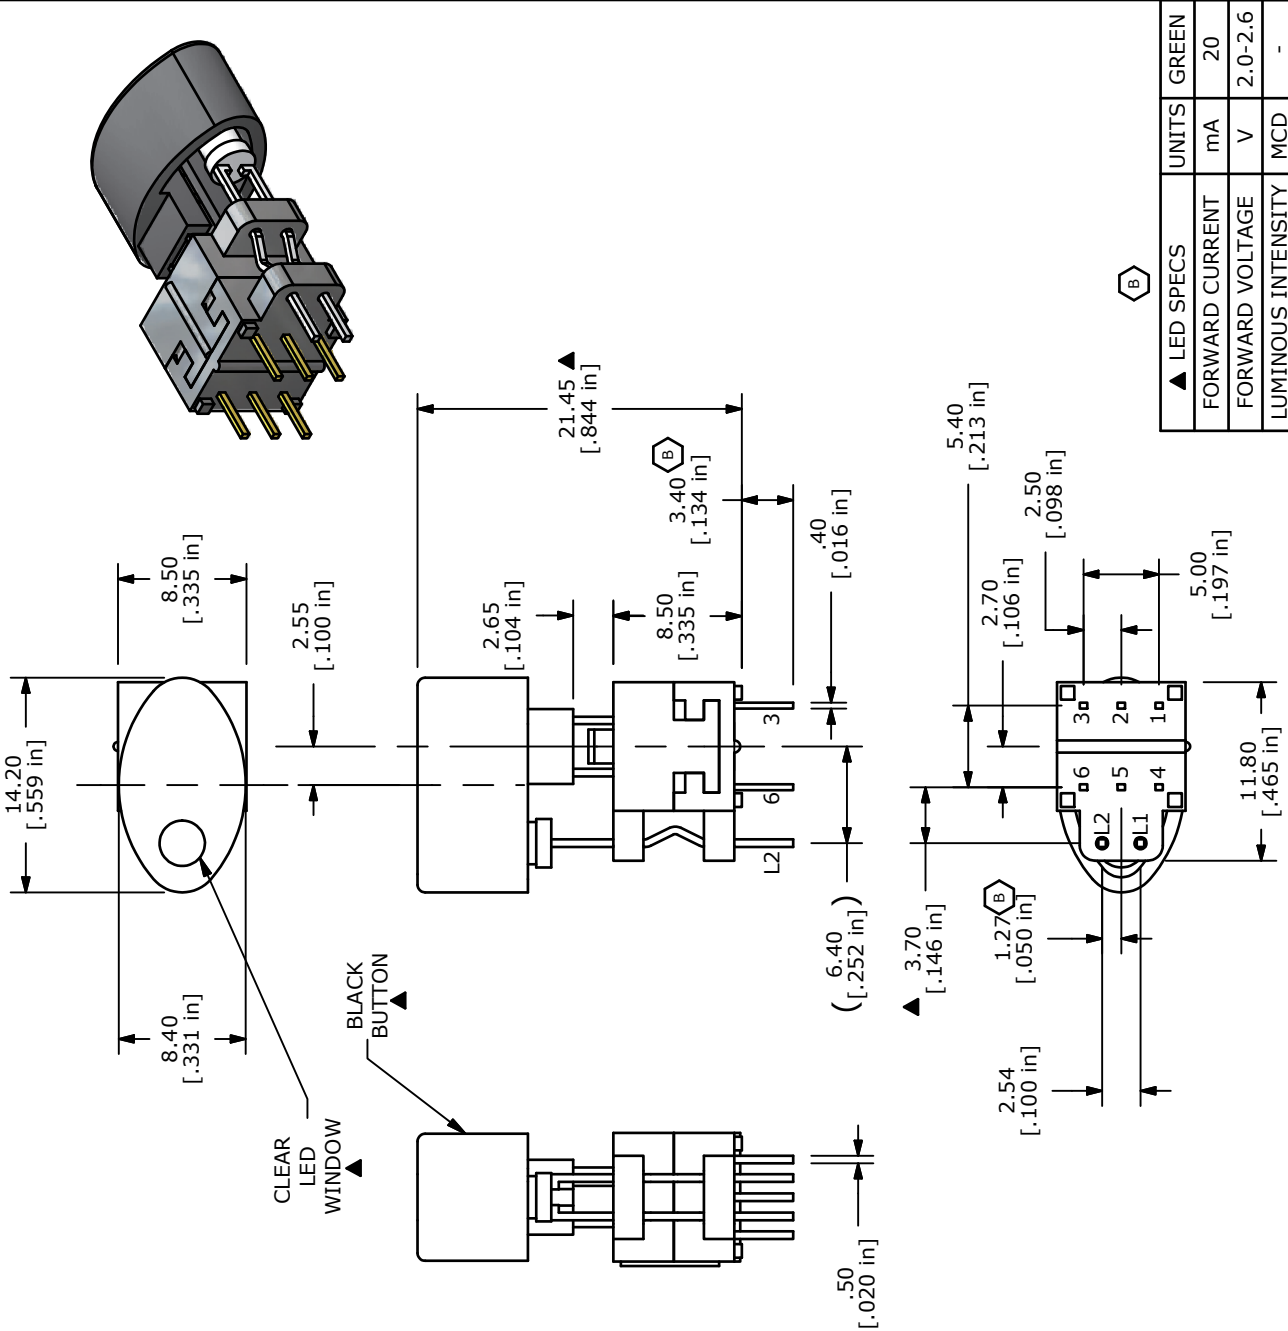 14.20
[.559 in]
8.50
[.335 in]
8.40
[.331 in]
2.55
[.100 in]
CLEAR
LED
WINDOW
BLACK
BUTTON
21.45
[.844 in]
2.65
[.104 in]
8.50
[.335 in]
B
3.40
[.134 in]
.40
[.016 in]
3
6
L2
(6.40
[.252 in])
3.70
[.146 in]
.50
[.020 in]
5.40
[.213 in]
2.70
[.106 in]
2.50
[.098 in]
5.00
[.197 in]
3
2
1
6
5
4
L2
L1
11.80
[.465 in]
B
1.27
[.050 in]
2.54
[.100 in]
B
▲ LED SPECS UNITS GREEN
FORWARD CURRENT mA 20
FORWARD VOLTAGE V 2.0-2.6
LUMINOUS INTENSITY MCD -